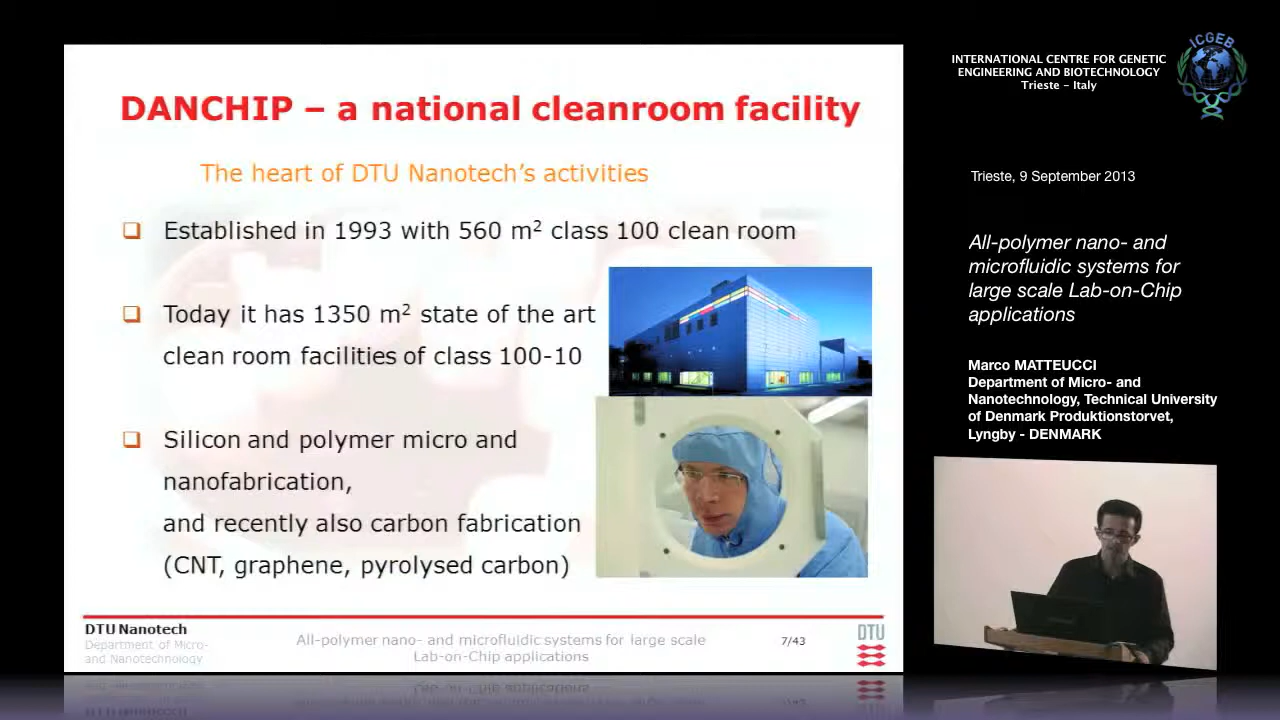 DANCHIP – a national cleanroom facility
The heart of DTU Nanotech's activities
❑ Established in 1993 with 560 m² class 100 clean room
❑ Today it has 1350 m² state of the art
clean room facilities of class 100-10
❑ Silicon and polymer micro and
nanofabrication,
and recently also carbon fabrication
(CNT, graphene, pyrolysed carbon)
DTU Nanotech
Department of Micro-
and Nanotechnology
All-polymer nano- and microfluidic systems for large scale
Lab-on-Chip applications
7/43
DTU
INTERNATIONAL CENTRE FOR GENETIC
ENGINEERING AND BIOTECHNOLOGY
Trieste – Italy
ICGEB
Trieste, 9 September 2013
All-polymer nano- and
microfluidic systems for
large scale Lab-on-Chip
applications
Marco MATTEUCCI
Department of Micro- and
Nanotechnology, Technical University
of Denmark Produktionstorvet,
Lyngby - DENMARK